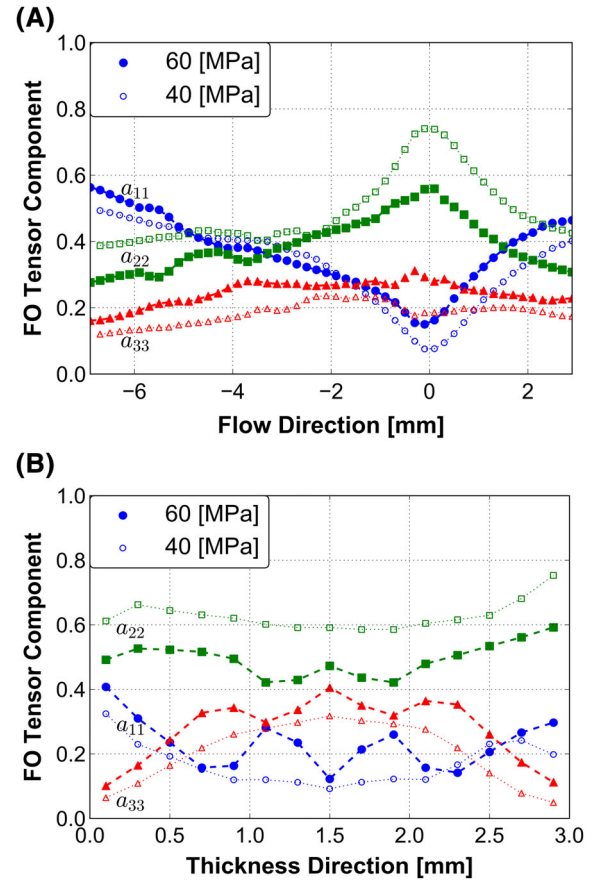 (A)
1.0
0.8
0.6
0.4
0.2
0.0
FO Tensor Component
60 [MPa]
40 [MPa]
a11
a22
a33
−6
−4
−2
0
2
Flow Direction [mm]
(B)
1.0
0.8
0.6
0.4
0.2
0.0
FO Tensor Component
60 [MPa]
40 [MPa]
a22
a11
a33
0.0
0.5
1.0
1.5
2.0
2.5
3.0
Thickness Direction [mm]